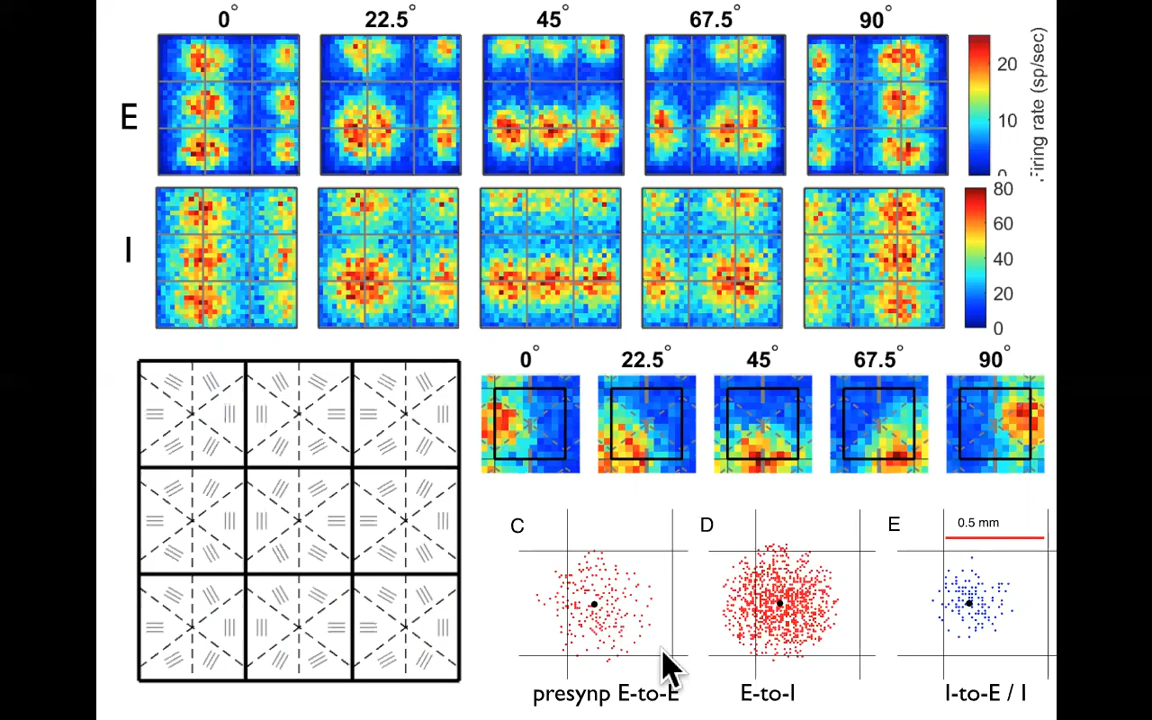 0° 22.5° 45° 67.5° 90°
E
20
10
0
firing rate (sp/sec)
I
80
60
40
20
0
0° 22.5° 45° 67.5° 90°
C D E 0.5 mm
presynp E-to-E E-to-I I-to-E / I